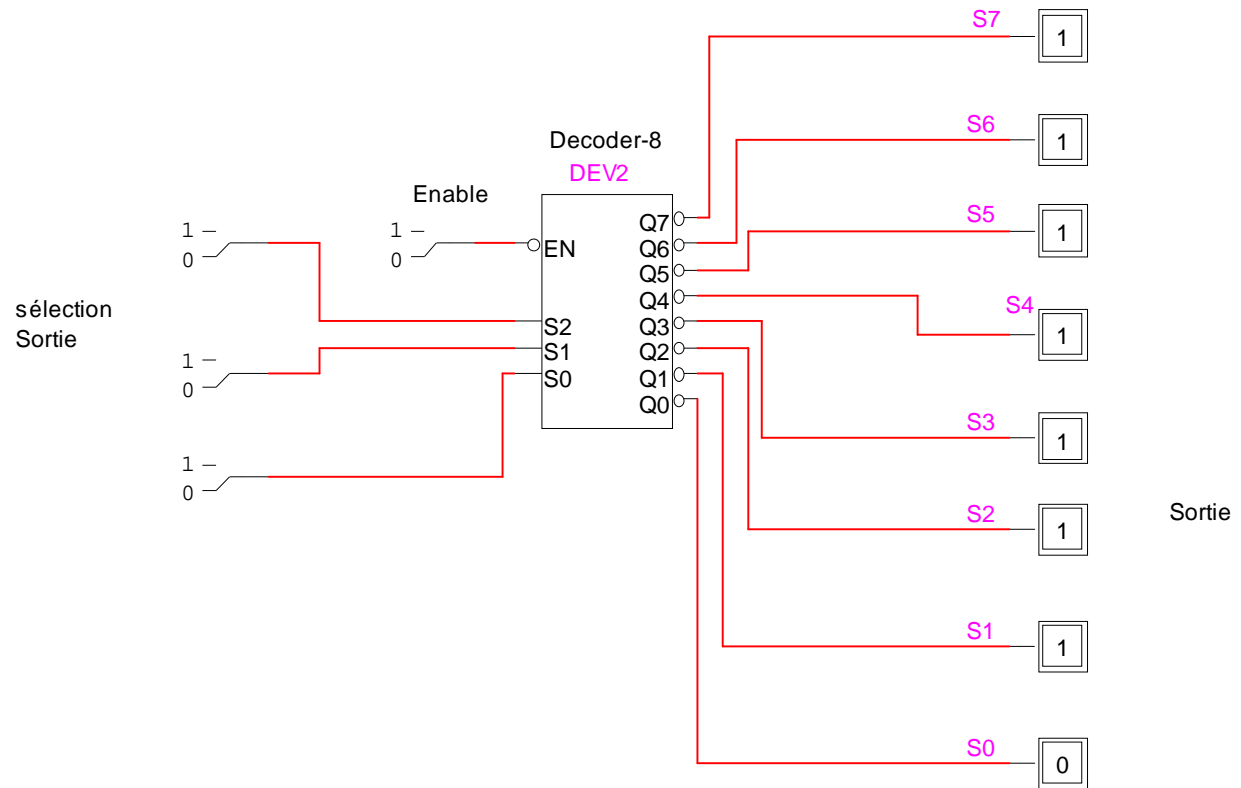 S7
1
S6
1
Decoder-8
DEV2
Enable
S5
1
1
0
1
0
EN
Q7
Q6
Q5
Q4
Q3
Q2
Q1
Q0
S2
S1
S0
sélection
Sortie
S4
1
1
0
S3
1
1
0
S2
1
Sortie
S1
1
S0
0